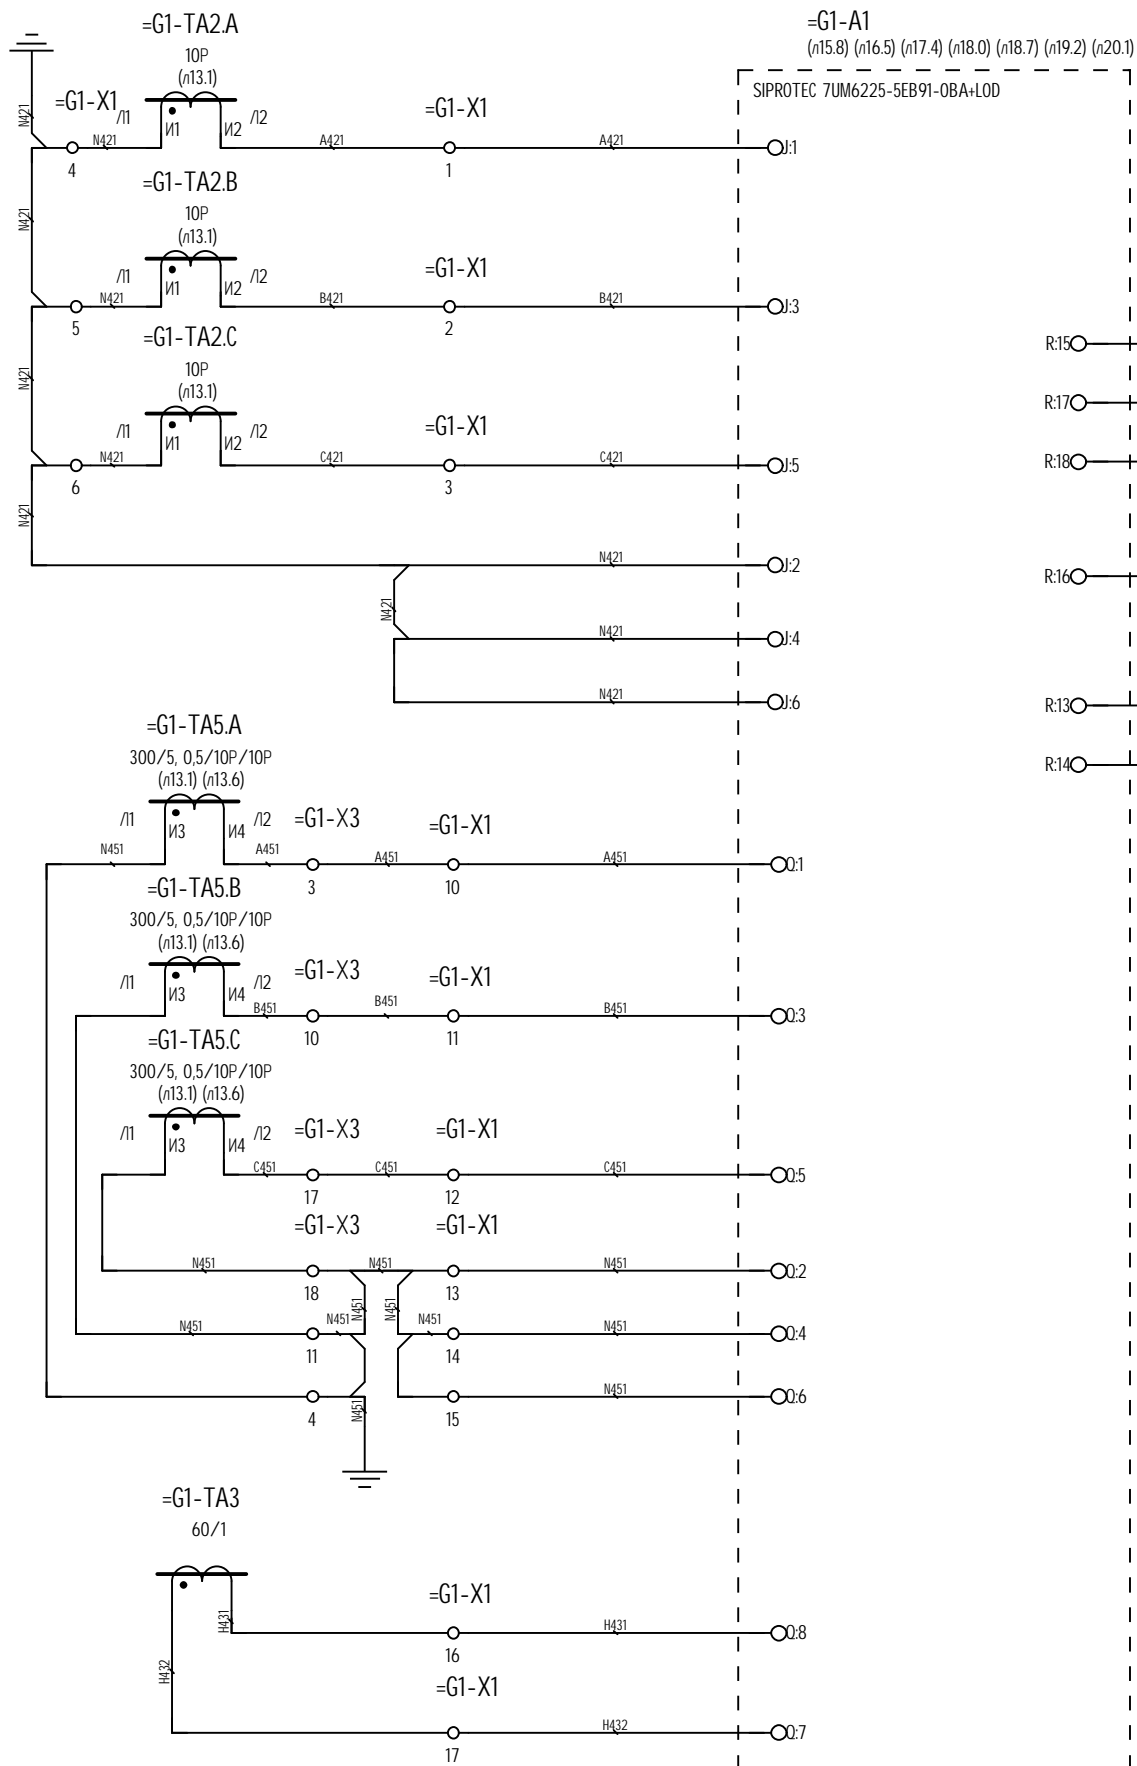 =G1-TA2.A
=G1-A1
(л15.8) (л16.5) (л17.4) (л18.0) (л18.7) (л19.2) (л20.1)
10P
(л13.1)
SIPROTEC 7UM6225-5EB91-0BA+L0D
=G1-X1
Л1
И1
И2
Л2
=G1-X1
N421
N421
A421
A421
J:1
4
1
=G1-TA2.B
10P
(л13.1)
N421
=G1-X1
Л1
И1
И2
Л2
N421
B421
B421
J:3
5
2
=G1-TA2.C
R:15
10P
(л13.1)
N421
R:17
=G1-X1
Л1
И1
И2
Л2
N421
C421
C421
J:5
R:18
6
3
N421
N421
J:2
R:16
N421
N421
J:4
N421
J:6
R:13
=G1-TA5.A
300/5, 0,5/10P/10P
R:14
(л13.1) (л13.6)
Л1
И3
И4
Л2
=G1-X3
=G1-X1
N451
A451
A451
A451
Q:1
3
10
=G1-TA5.B
300/5, 0,5/10P/10P
(л13.1) (л13.6)
Л1
И3
И4
Л2
=G1-X3
=G1-X1
B451
B451
B451
Q:3
10
11
=G1-TA5.C
300/5, 0,5/10P/10P
(л13.1) (л13.6)
Л1
И3
И4
Л2
=G1-X3
=G1-X1
C451
C451
C451
Q:5
17
12
=G1-X3
=G1-X1
N451
N451
N451
Q:2
18
13
N451
N451
N451
N451
N451
N451
Q:4
11
14
N451
Q:6
4
N451
15
=G1-TA3
60/1
=G1-X1
H431
H431
Q:8
16
H432
=G1-X1
H432
Q:7
17